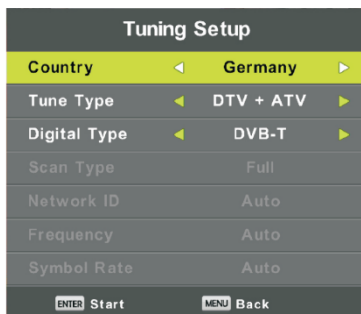 Tuning Setup
Country Germany
Tune Type DTV + ATV
Digital Type DVB-T
Scan Type Full
Network ID Auto
Frequency Auto
Symbol Rate Auto
ENTER Start MENU Back